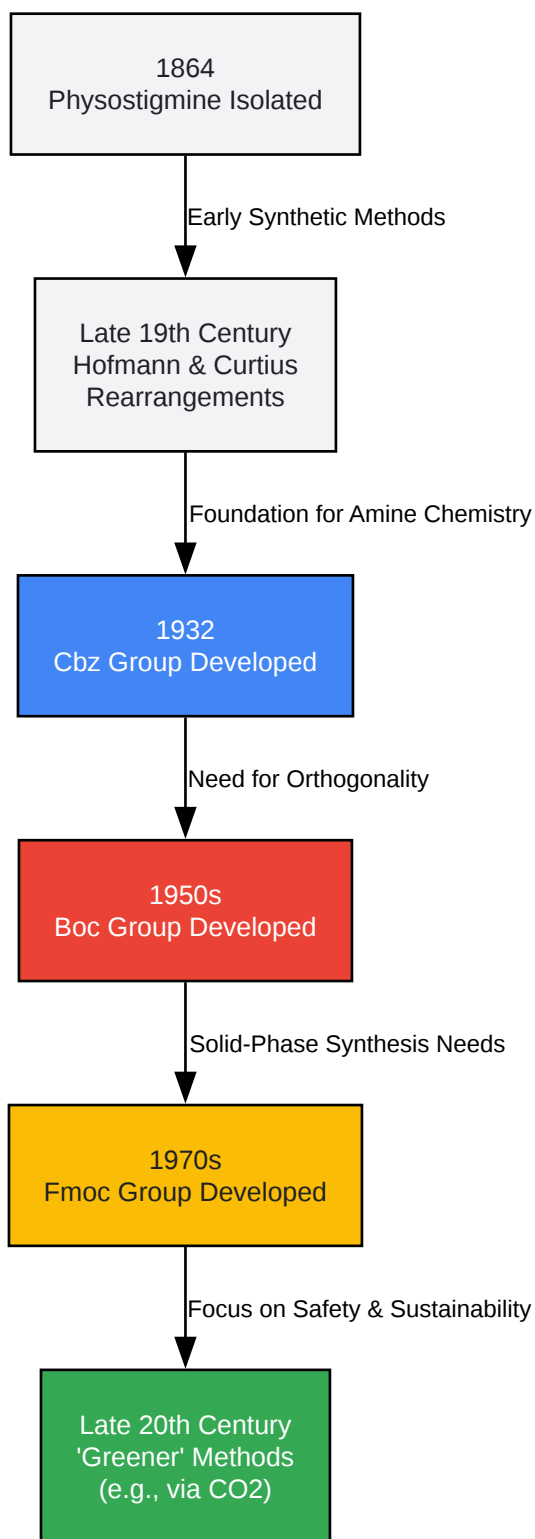 1864
Physostigmine Isolated
Early Synthetic Methods
Late 19th Century
Hofmann & Curtius
Rearrangements
Foundation for Amine Chemistry
1932
Cbz Group Developed
Need for Orthogonality
1950s
Boc Group Developed
Solid-Phase Synthesis Needs
1970s
Fmoc Group Developed
Focus on Safety & Sustainability
Late 20th Century
'Greener' Methods
(e.g., via CO2)